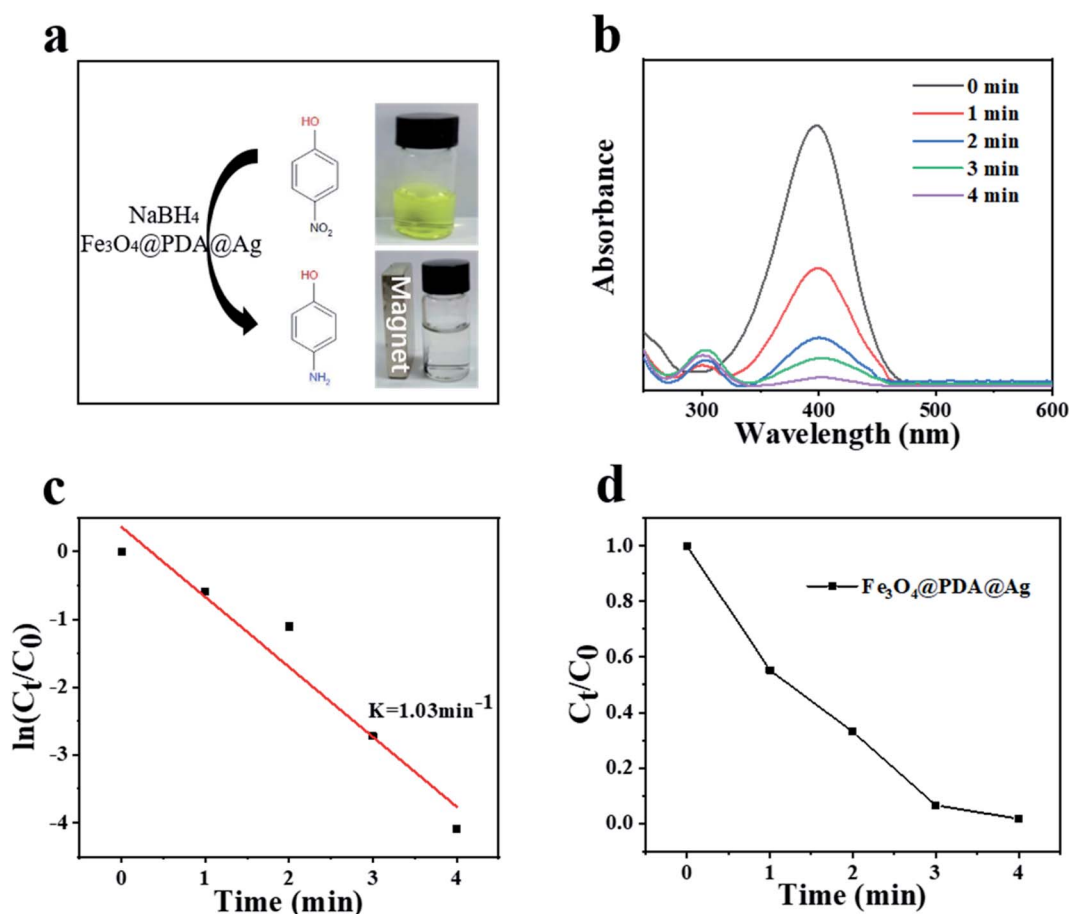 a
HO
NO₂
NaBH₄
Fe₃O₄@PDA@Ag
HO
NH₂
Magnet
b
Absorbance
0 min
1 min
2 min
3 min
4 min
300
400
500
600
Wavelength (nm)
c
ln(Cₜ/C₀)
0
-1
-2
-3
-4
K=1.03min⁻¹
0
1
2
3
4
Time (min)
d
Cₜ/C₀
1.0
0.8
0.6
0.4
0.2
0.0
Fe₃O₄@PDA@Ag
0
1
2
3
4
Time (min)